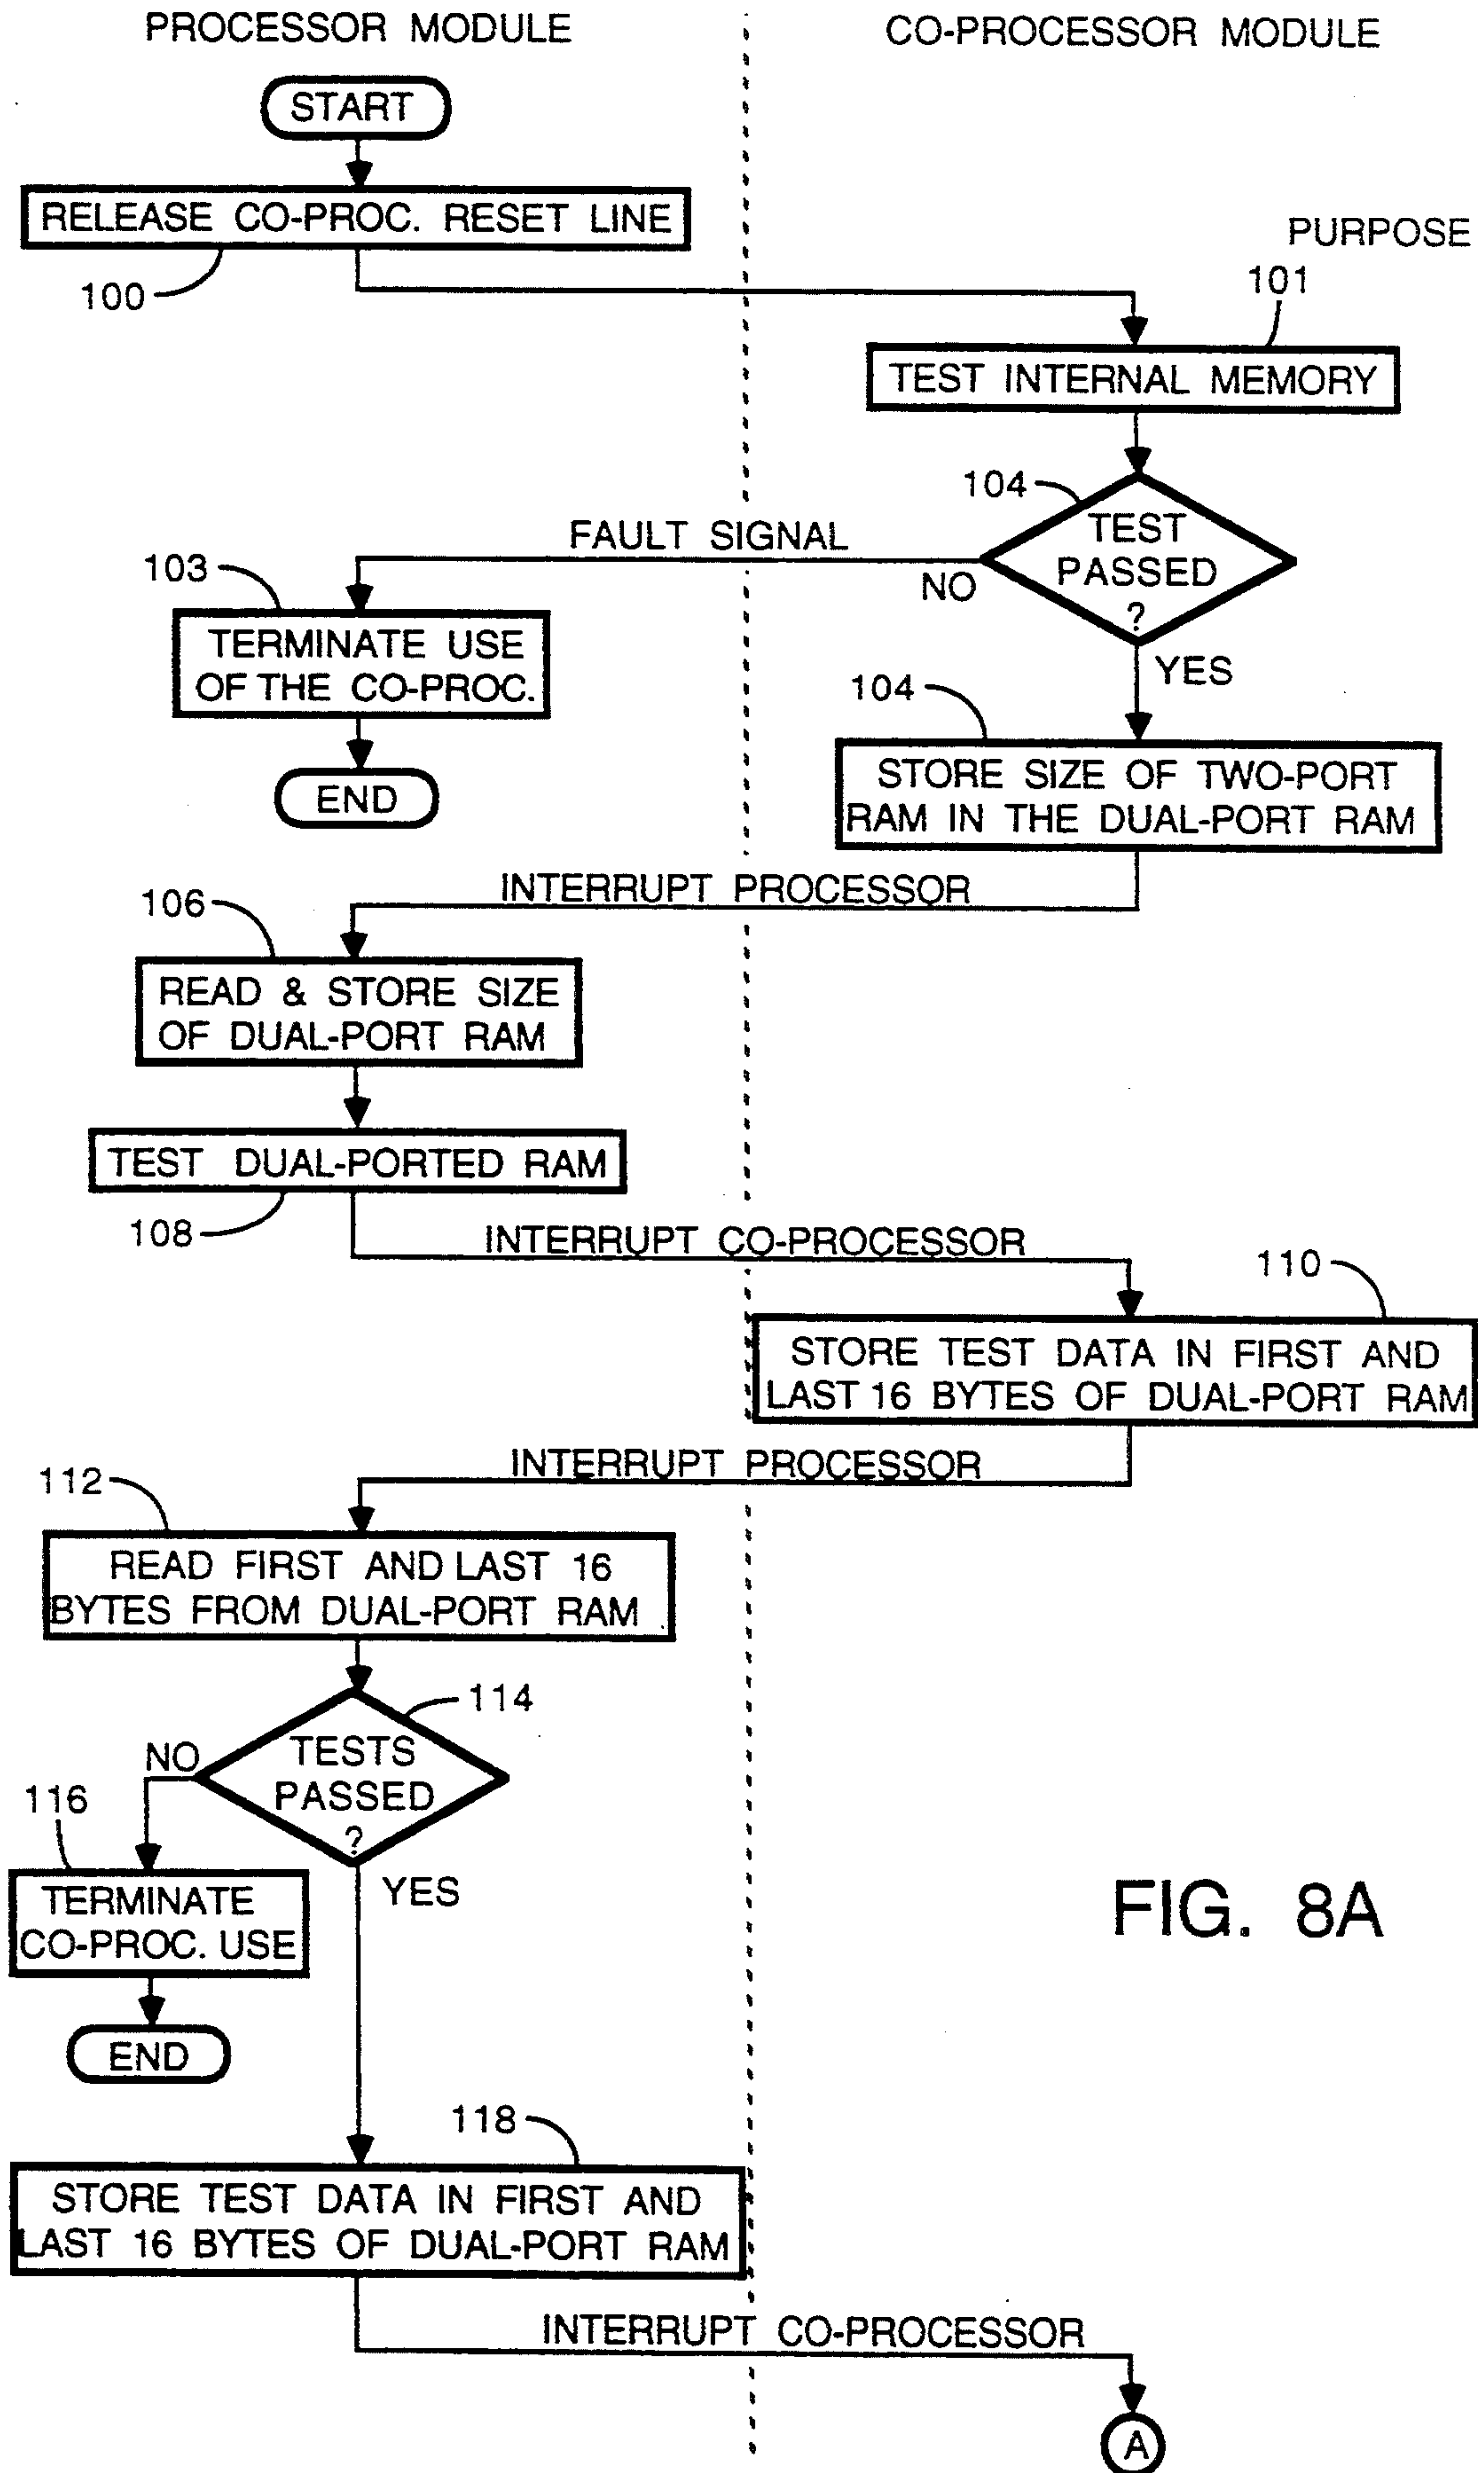 PROCESSOR MODULE
CO-PROCESSOR MODULE
START
RELEASE CO-PROC. RESET LINE
PURPOSE
100
101
TEST INTERNAL MEMORY
104
TEST
PASSED
?
FAULT SIGNAL
NO
103
TERMINATE USE
OF THE CO-PROC.
YES
104
END
STORE SIZE OF TWO-PORT
RAM IN THE DUAL-PORT RAM
INTERRUPT PROCESSOR
106
READ & STORE SIZE
OF DUAL-PORT RAM
TEST DUAL-PORTED RAM
108
INTERRUPT CO-PROCESSOR
110
STORE TEST DATA IN FIRST AND
LAST 16 BYTES OF DUAL-PORT RAM
INTERRUPT PROCESSOR
112
READ FIRST AND LAST 16
BYTES FROM DUAL-PORT RAM
114
TESTS
PASSED
?
NO
116
YES
TERMINATE
CO-PROC. USE
FIG. 8A
END
118
STORE TEST DATA IN FIRST AND
LAST 16 BYTES OF DUAL-PORT RAM
INTERRUPT CO-PROCESSOR
A